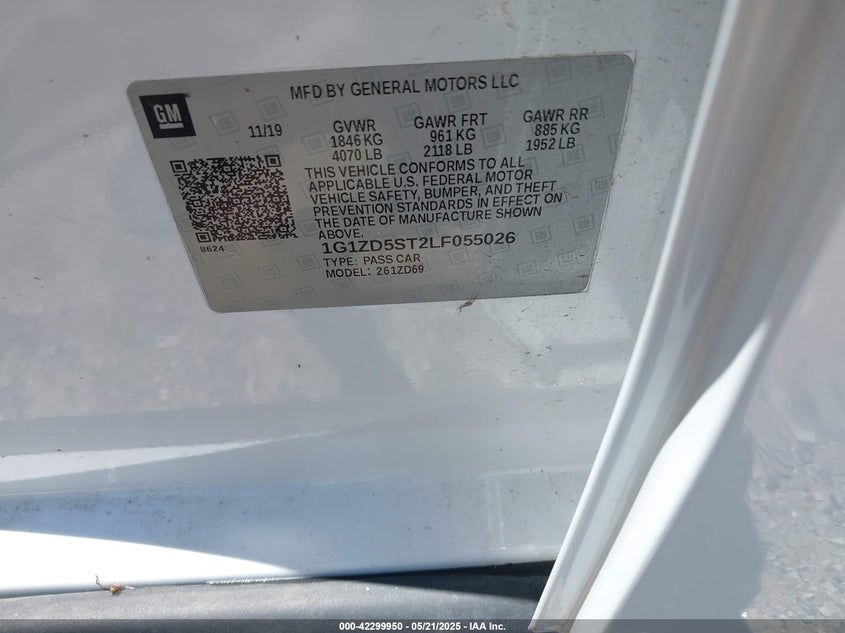 MFD BY GENERAL MOTORS LLC
GM
11/19
GVWR
1846 KG
4070 LB
GAWR FRT
961 KG
2118 LB
GAWR RR
885 KG
1952 LB
THIS VEHICLE CONFORMS TO ALL
APPLICABLE U.S. FEDERAL MOTOR
VEHICLE SAFETY, BUMPER, AND THEFT
PREVENTION STANDARDS IN EFFECT ON
THE DATE OF MANUFACTURE SHOWN
ABOVE.
8624
1G1ZD5ST2LF055026
TYPE: PASS CAR
MODEL: 261ZD69
000-42299950 - 05/21/2025 - IAA Inc.